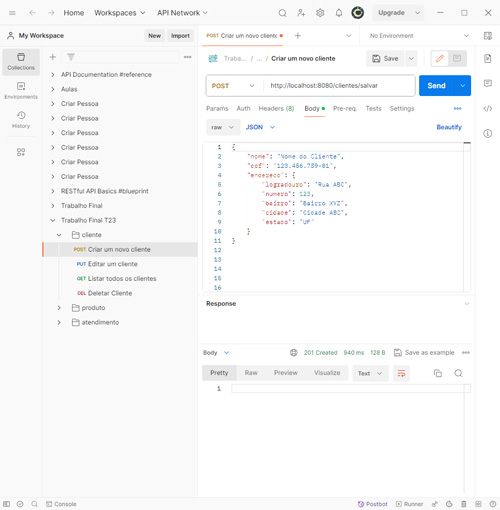 Home Workspaces API Network Upgrade
My Workspace New Import
POST Criar um novo cliente No Environment
Collections
Environments
History
API Documentation #reference
Aulas
Criar Pessoa
Criar Pessoa
Criar Pessoa
Criar Pessoa
Criar Pessoa
Criar Pessoa
RESTful API Basics #blueprint
Trabalho Final
Trabalho Final T23
cliente
POST Criar um novo cliente
PUT Editar um cliente
GET Listar todos os clientes
DEL Deletar Cliente
produto
atendimento
Traba... / ... / Criar um novo cliente Save
POST http://localhost:8080/clientes/salvar Send
Params Auth Headers (8) Body Pre-req. Tests Settings
raw JSON Beautify
1 {
2 "nome": "Nome do Cliente",
3 "cpf": "123.456.789-01",
4 "endereco": {
5 "logradouro": "Rua ABC",
6 "numero": 123,
7 "bairro": "Bairro XYZ",
8 "cidade": "Cidade ABC",
9 "estado": "UF"
10 }
11 }
12
13
14
15
16
Response
Body 201 Created 940 ms 128 B Save as example
Pretty Raw Preview Visualize Text
1
Console Postbot Runner